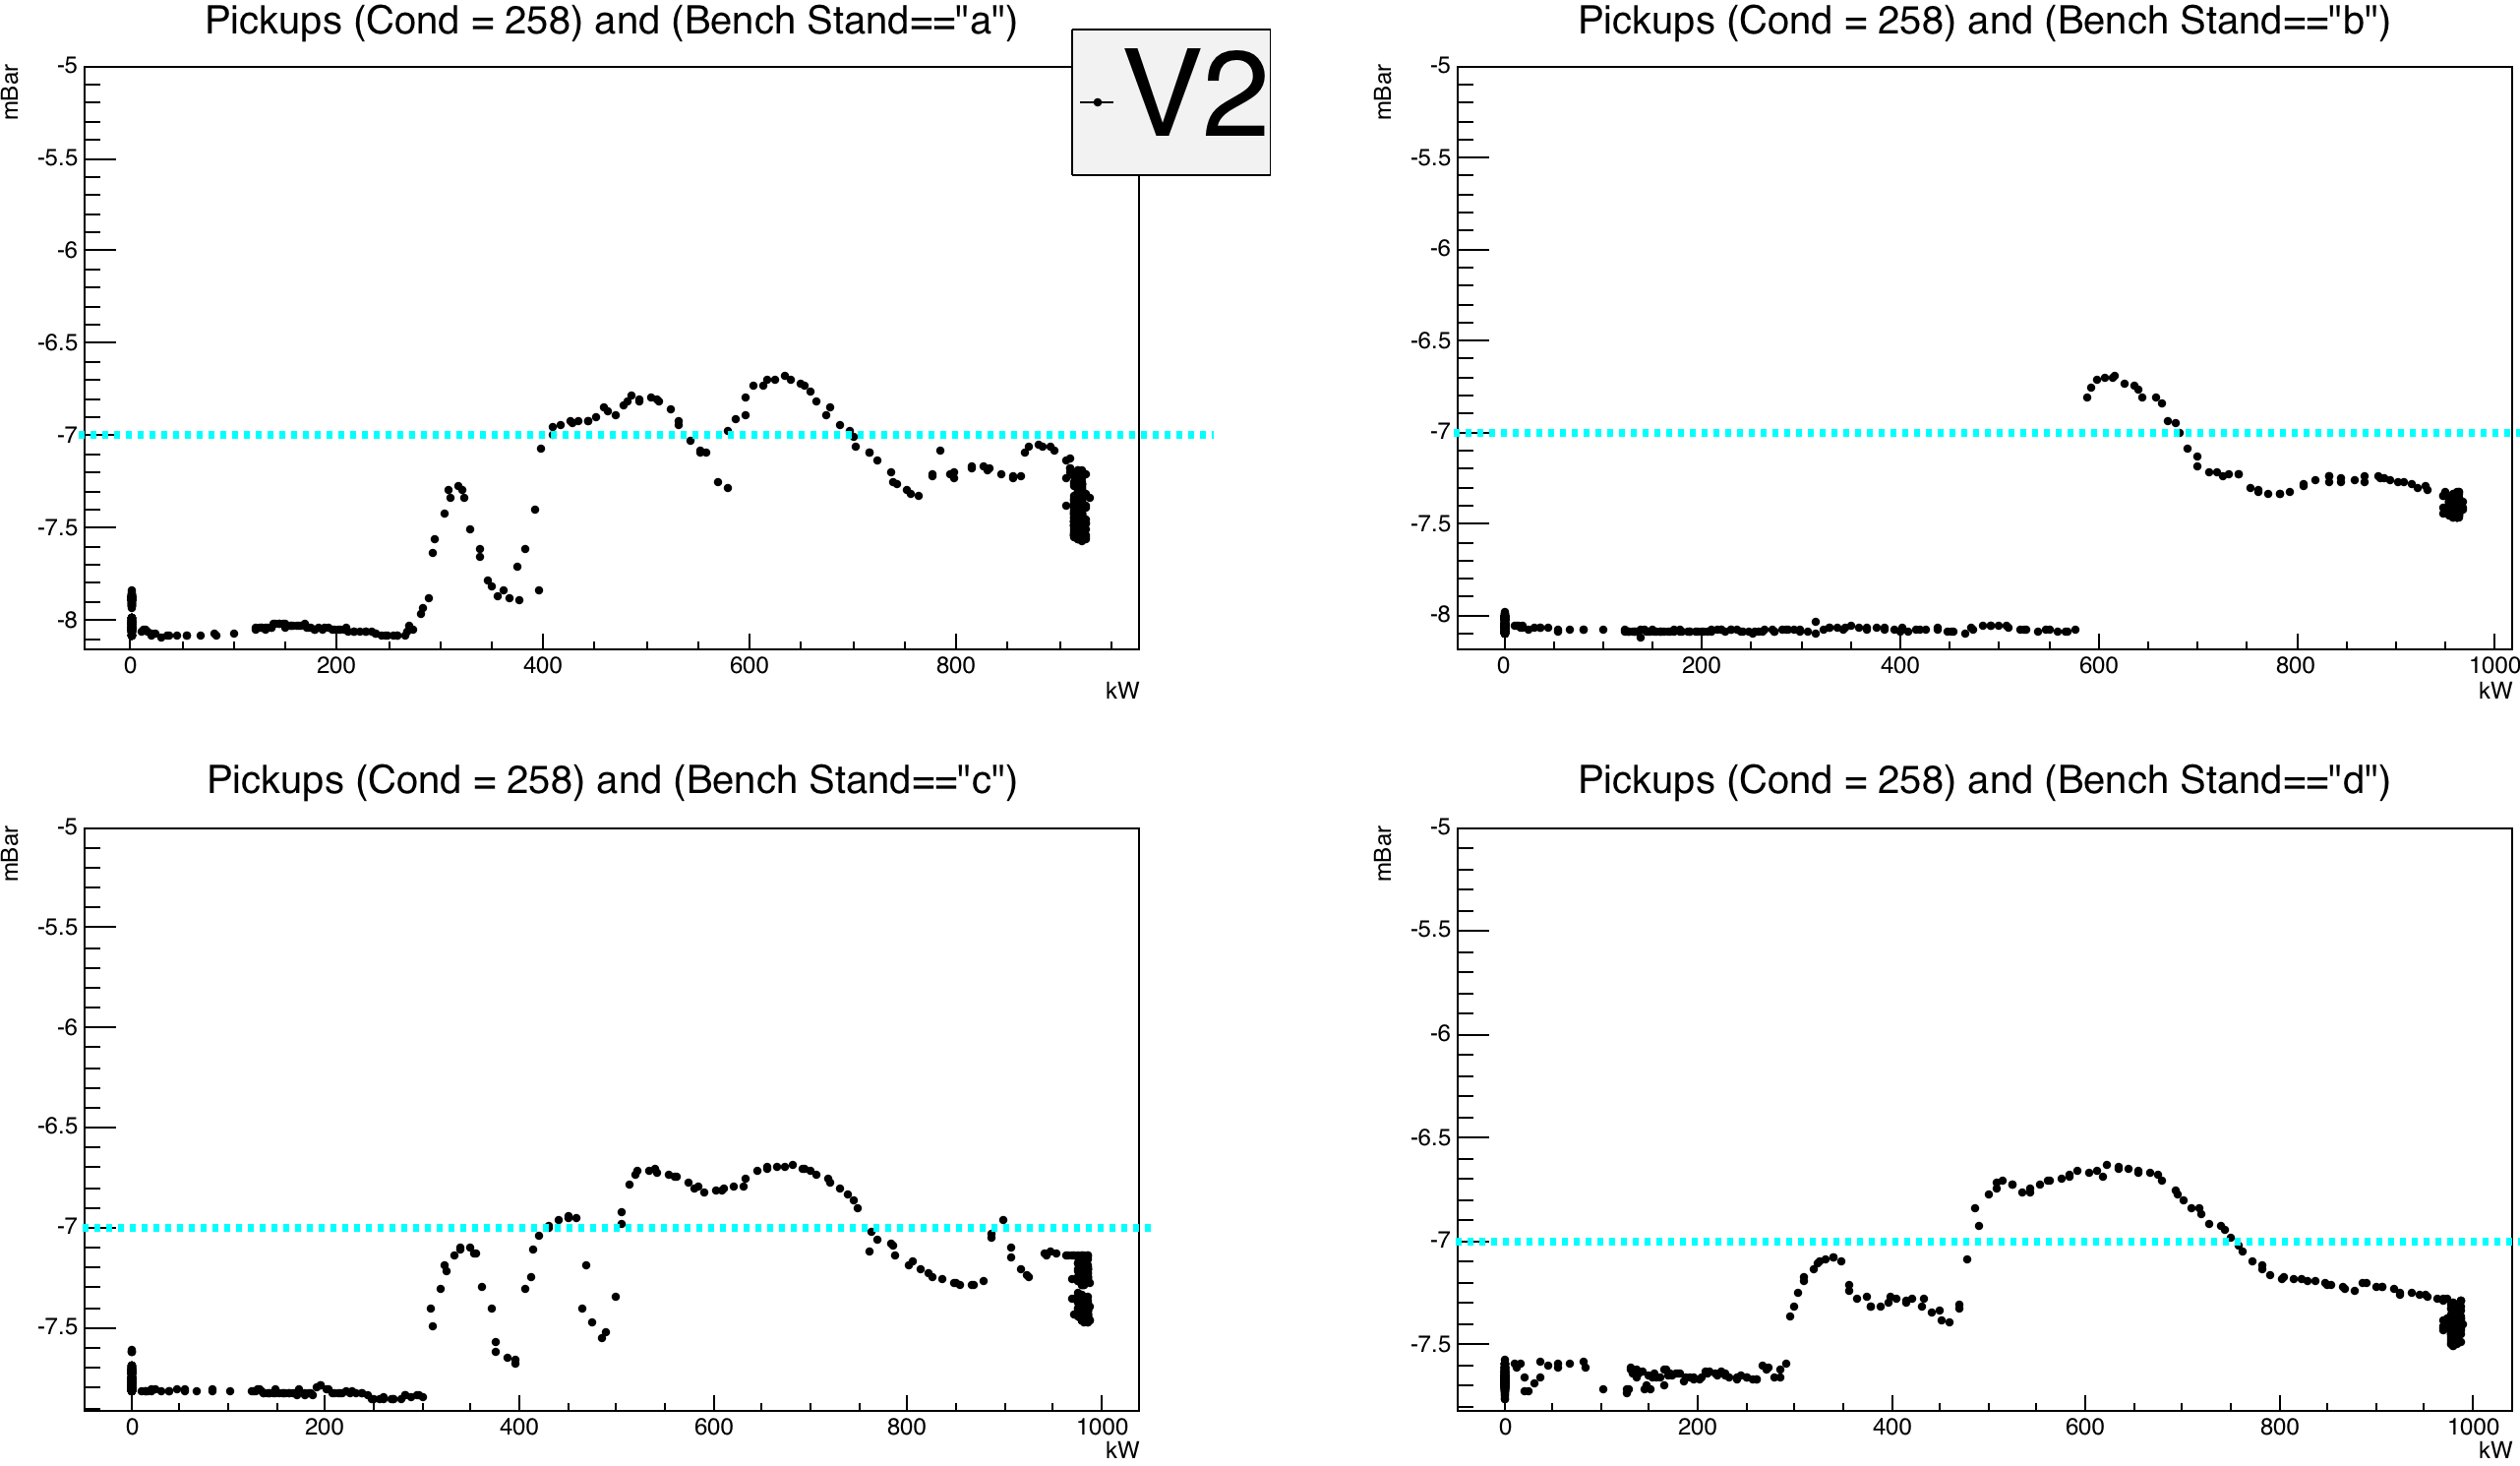 Pickups (Cond = 258) and (Bench Stand=="a")
mBar
V2
-5
-5.5
-6
-6.5
-7
-7.5
-8
0 200 400 600 800
kW
Pickups (Cond = 258) and (Bench Stand=="b")
mBar
-5
-5.5
-6
-6.5
-7
-7.5
-8
0 200 400 600 800 1000
kW
Pickups (Cond = 258) and (Bench Stand=="c")
mBar
-5
-5.5
-6
-6.5
-7
-7.5
0 200 400 600 800 1000
kW
Pickups (Cond = 258) and (Bench Stand=="d")
mBar
-5
-5.5
-6
-6.5
-7
-7.5
0 200 400 600 800 1000
kW